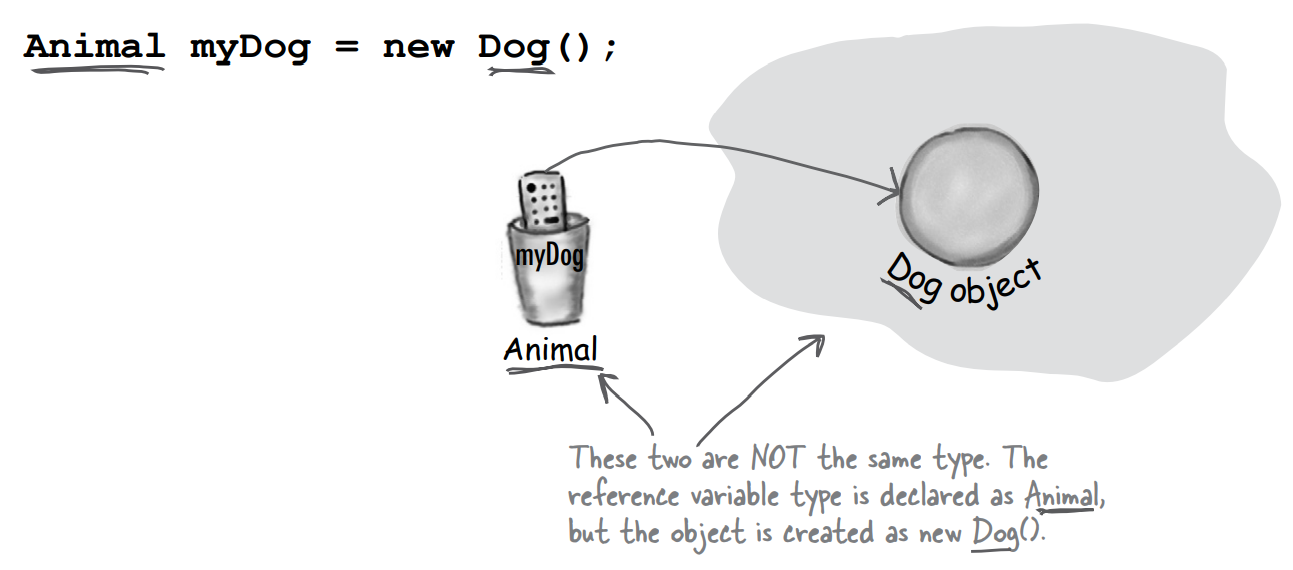 Animal myDog = new Dog();
myDog
Dog object
Animal
These two are NOT the same type. The
reference variable type is declared as Animal,
but the object is created as new Dog().